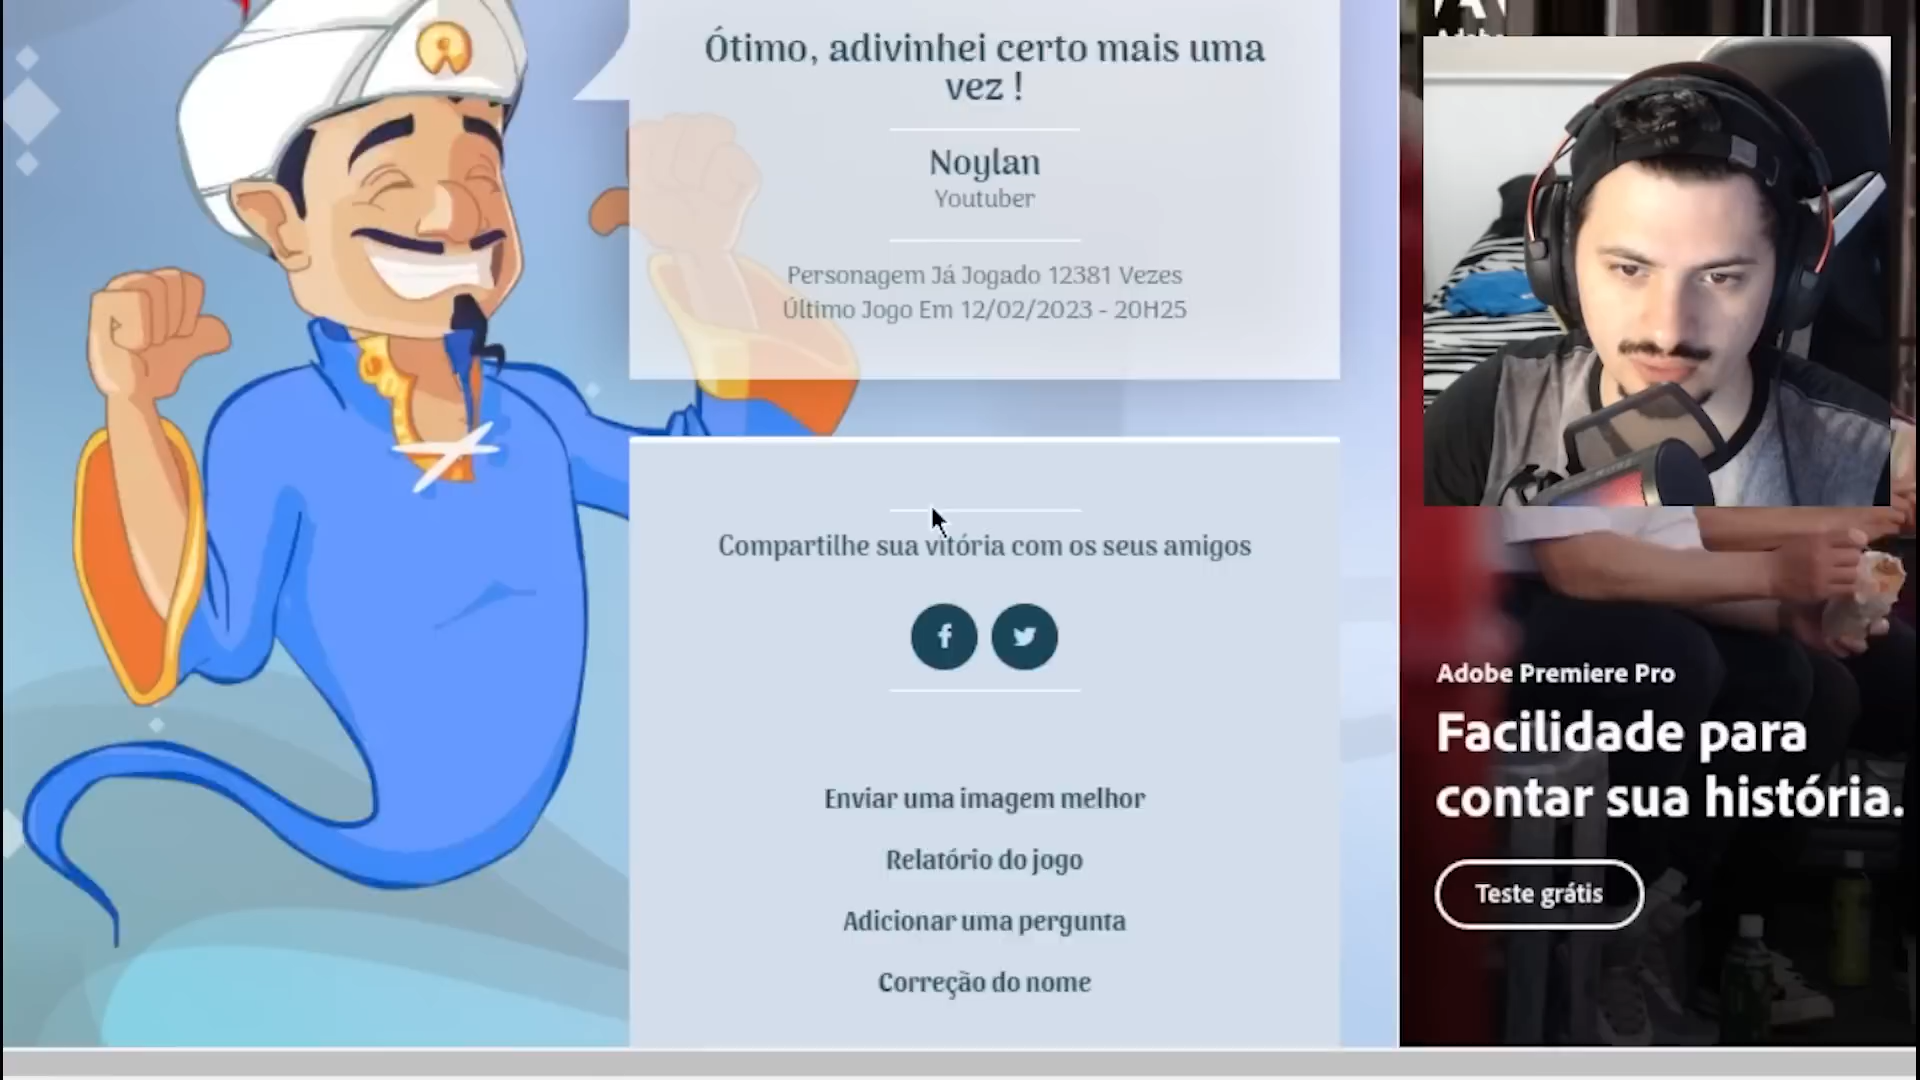 Ótimo, adivinhei certo mais uma
vez !
Noylan
Youtuber
Personagem Já Jogado 12381 Vezes
Último Jogo Em 12/02/2023 - 20H25
Compartilhe sua vitória com os seus amigos
Enviar uma imagem melhor
Relatório do jogo
Adicionar uma pergunta
Correção do nome
Adobe Premiere Pro
Facilidade para
contar sua história.
Teste grátis